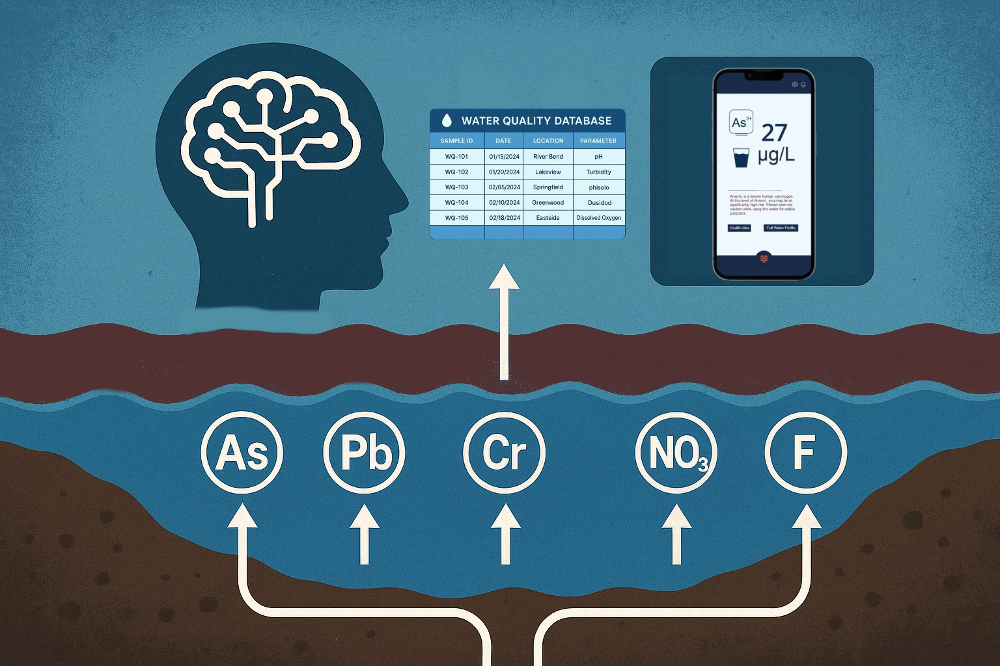 WATER QUALITY DATABASE
SAMPLE ID DATE LOCATION PARAMETER
WQ-101 01/15/2024 River Bend pH
WQ-102 01/20/2024 Lakeview Turbidity
WQ-103 02/05/2024 Springfield phisolo
WQ-104 02/10/2024 Greenwood Dusidod
WQ-105 02/18/2024 Eastside Dissolved Oxygen
As3+
27
µg/L
Arsenic is a known human carcinogen.
At this level of Arsenic, you may be at
significantly high risk. Please exercise
caution while using this water for edible
purposes.
Health risks Full Water Profile
As Pb Cr NO3 F